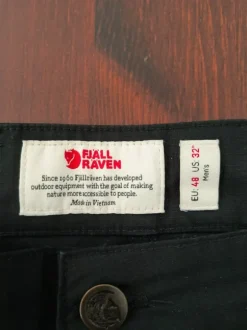 FJÄLL
RÄVEN
Since 1960 Fjällräven has developed
outdoor equipment with the goal of making
nature more accessible to people.
Made in Vietnam
EU: 48 US: 32"
Men's